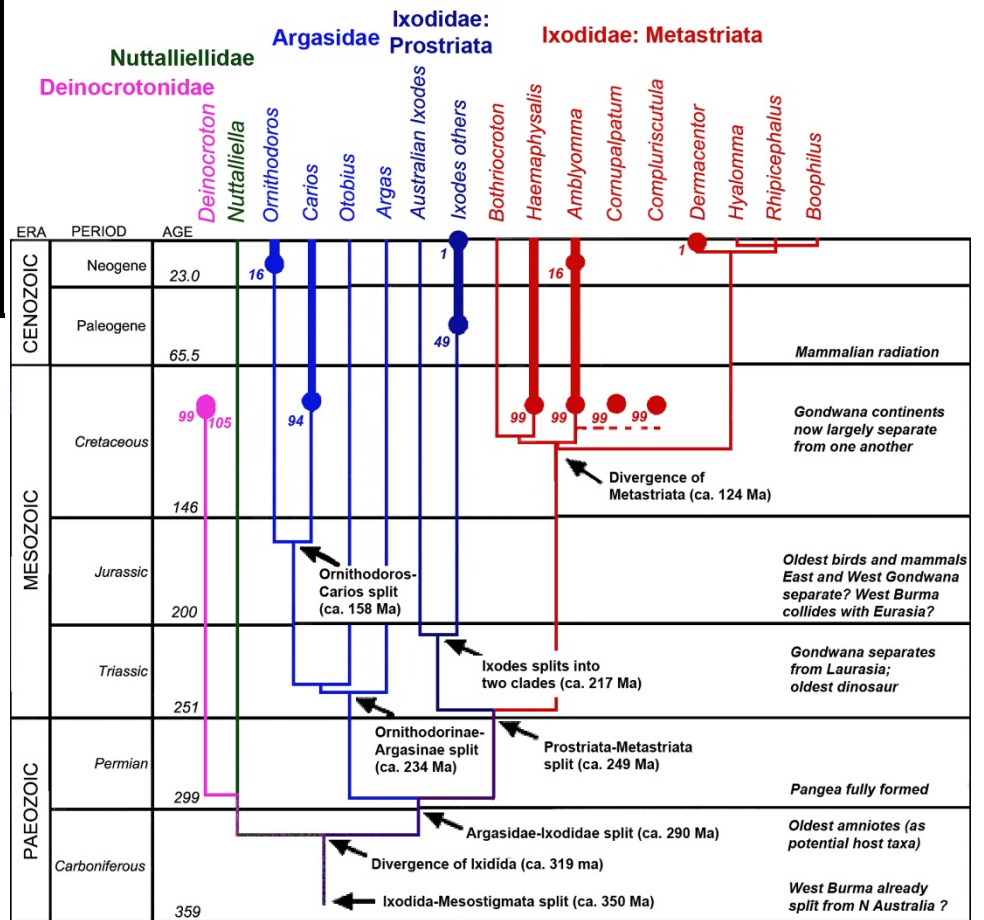 Ixodidae:
Prostriata
Argasidae
Ixodidae: Metastriata
Nuttalliellidae
Deinocrotonidae
Deinocroton
Nuttalliella
Ornithodoros
Carios
Otobius
Argas
Australian Ixodes
Ixodes others
Bothriocroton
Haemaphysalis
Amblyomma
Cornupalpatum
Compluriscutula
Dermacentor
Hyalomma
Rhipicephalus
Boophilus
ERA PERIOD AGE
CENOZOIC
Neogene
23.0
16
1
16
1
Paleogene
65.5
49
Mammalian radiation
MESOZOIC
Cretaceous
146
99 105
94
99 99 99 99
Gondwana continents
now largely separate
from one another
Divergence of
Metastriata (ca. 124 Ma)
Jurassic
200
Ornithodoros-
Carios split
(ca. 158 Ma)
Oldest birds and mammals
East and West Gondwana
separate? West Burma
collides with Eurasia?
Triassic
251
Ixodes splits into
two clades (ca. 217 Ma)
Gondwana separates
from Laurasia;
oldest dinosaur
PAEOZOIC
Permian
299
Ornithodorinae-
Argasinae split
(ca. 234 Ma)
Prostriata-Metastriata
split (ca. 249 Ma)
Pangea fully formed
Carboniferous
359
Argasidae-Ixodidae split (ca. 290 Ma)
Divergence of Ixidida (ca. 319 ma)
Ixodida-Mesostigmata split (ca. 350 Ma)
Oldest amniotes (as
potential host taxa)
West Burma already
split from N Australia ?